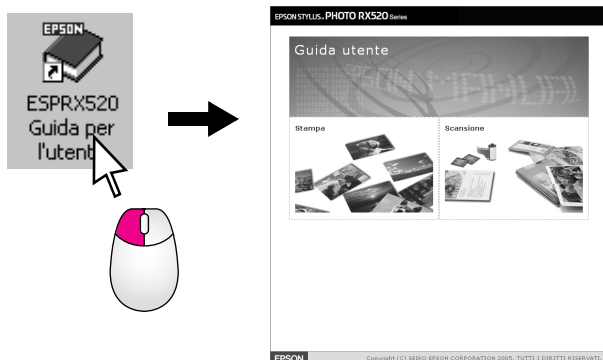 EPSON
ESPRX520
Guida per
l'utente
EPSON STYLUS™ PHOTO RX520 Series
Guida utente
Stampa
Scansione
EPSON
Copyright (C) SEIKO EPSON CORPORATION 2005. TUTTI I DIRITTI RISERVATI.